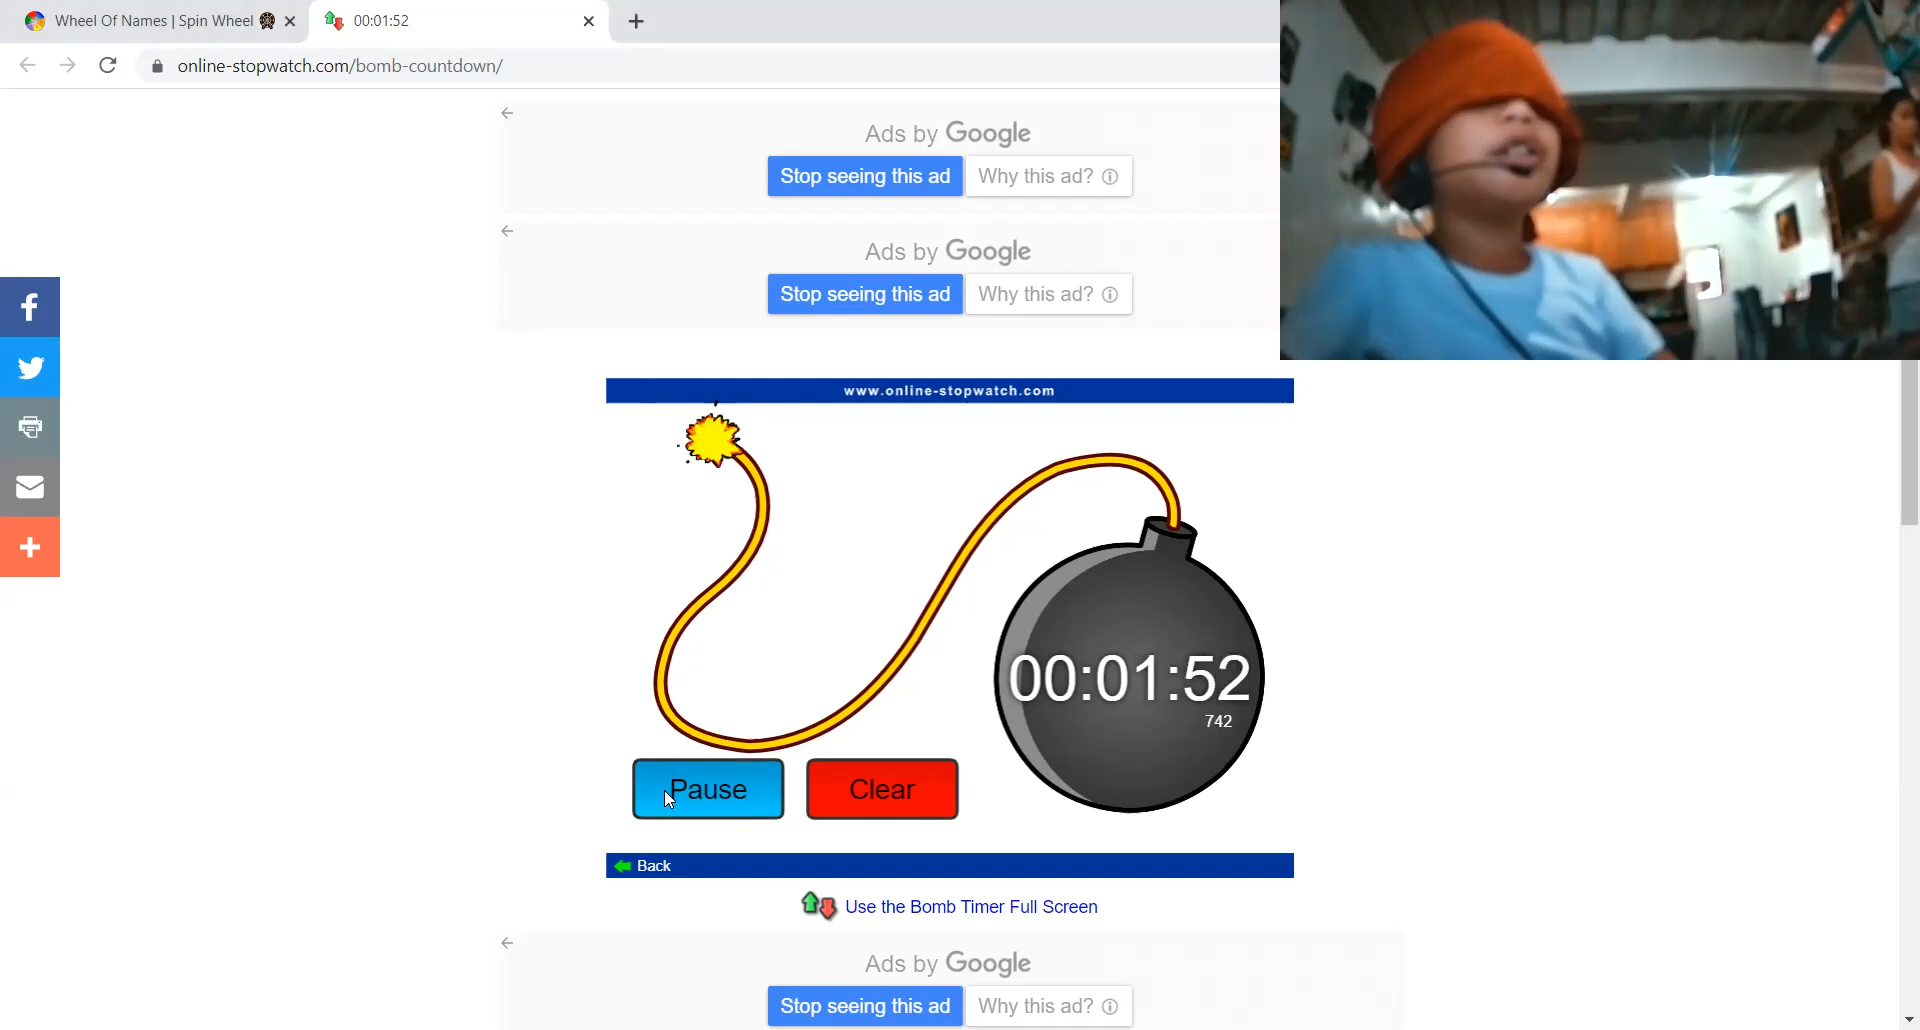 Wheel Of Names | Spin Wheel
00:01:52
online-stopwatch.com/bomb-countdown/
Ads by Google
Stop seeing this ad
Why this ad?
Ads by Google
Stop seeing this ad
Why this ad?
www.online-stopwatch.com
00:01:52
742
Pause
Clear
Back
Use the Bomb Timer Full Screen
Ads by Google
Stop seeing this ad
Why this ad?